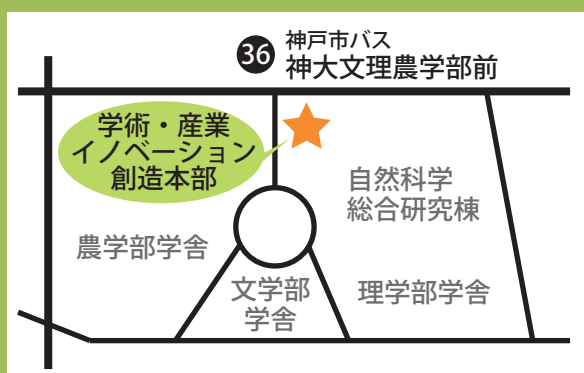 36
神戸市バス
神大文理農学部前
学術・産業
イノベーション
創造本部
自然科学
総合研究棟
農学部学舎
文学部
学舎
理学部学舎